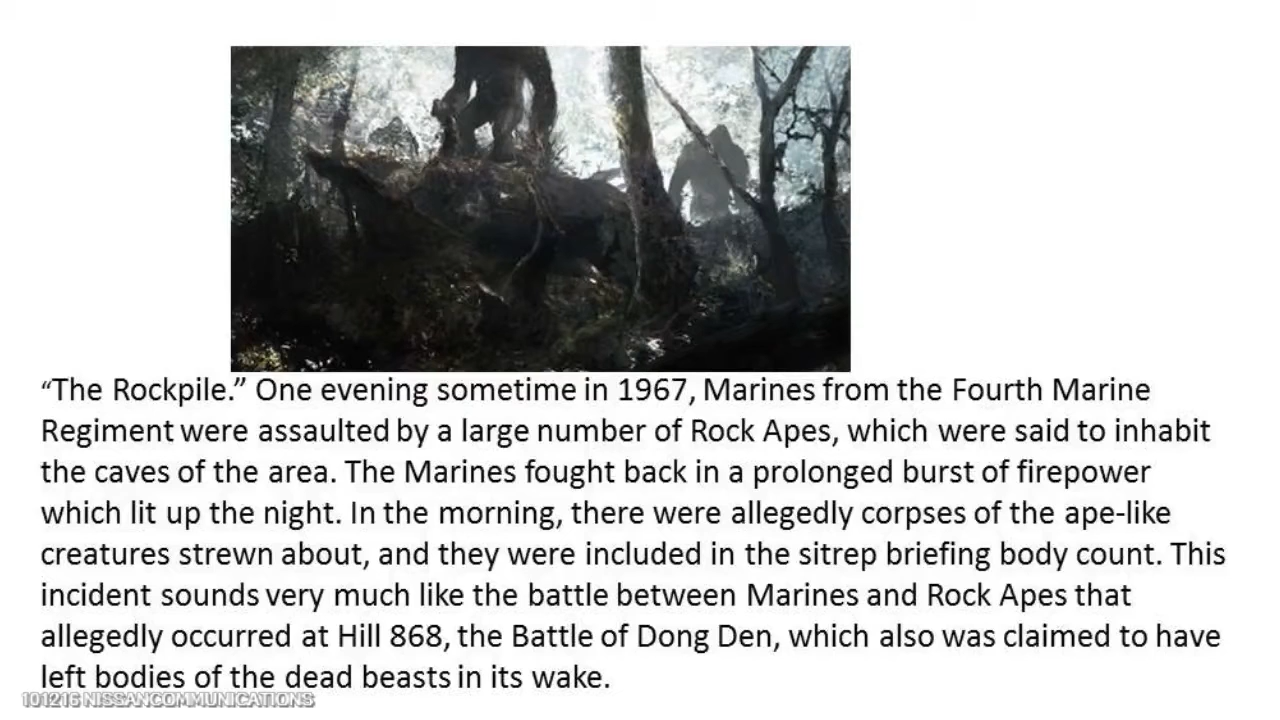 “The Rockpile.” One evening sometime in 1967, Marines from the Fourth Marine
Regiment were assaulted by a large number of Rock Apes, which were said to inhabit
the caves of the area. The Marines fought back in a prolonged burst of firepower
which lit up the night. In the morning, there were allegedly corpses of the ape-like
creatures strewn about, and they were included in the sitrep briefing body count. This
incident sounds very much like the battle between Marines and Rock Apes that
allegedly occurred at Hill 868, the Battle of Dong Den, which also was claimed to have
left bodies of the dead beasts in its wake.
101216 NISSANCOMMUNICATIONS